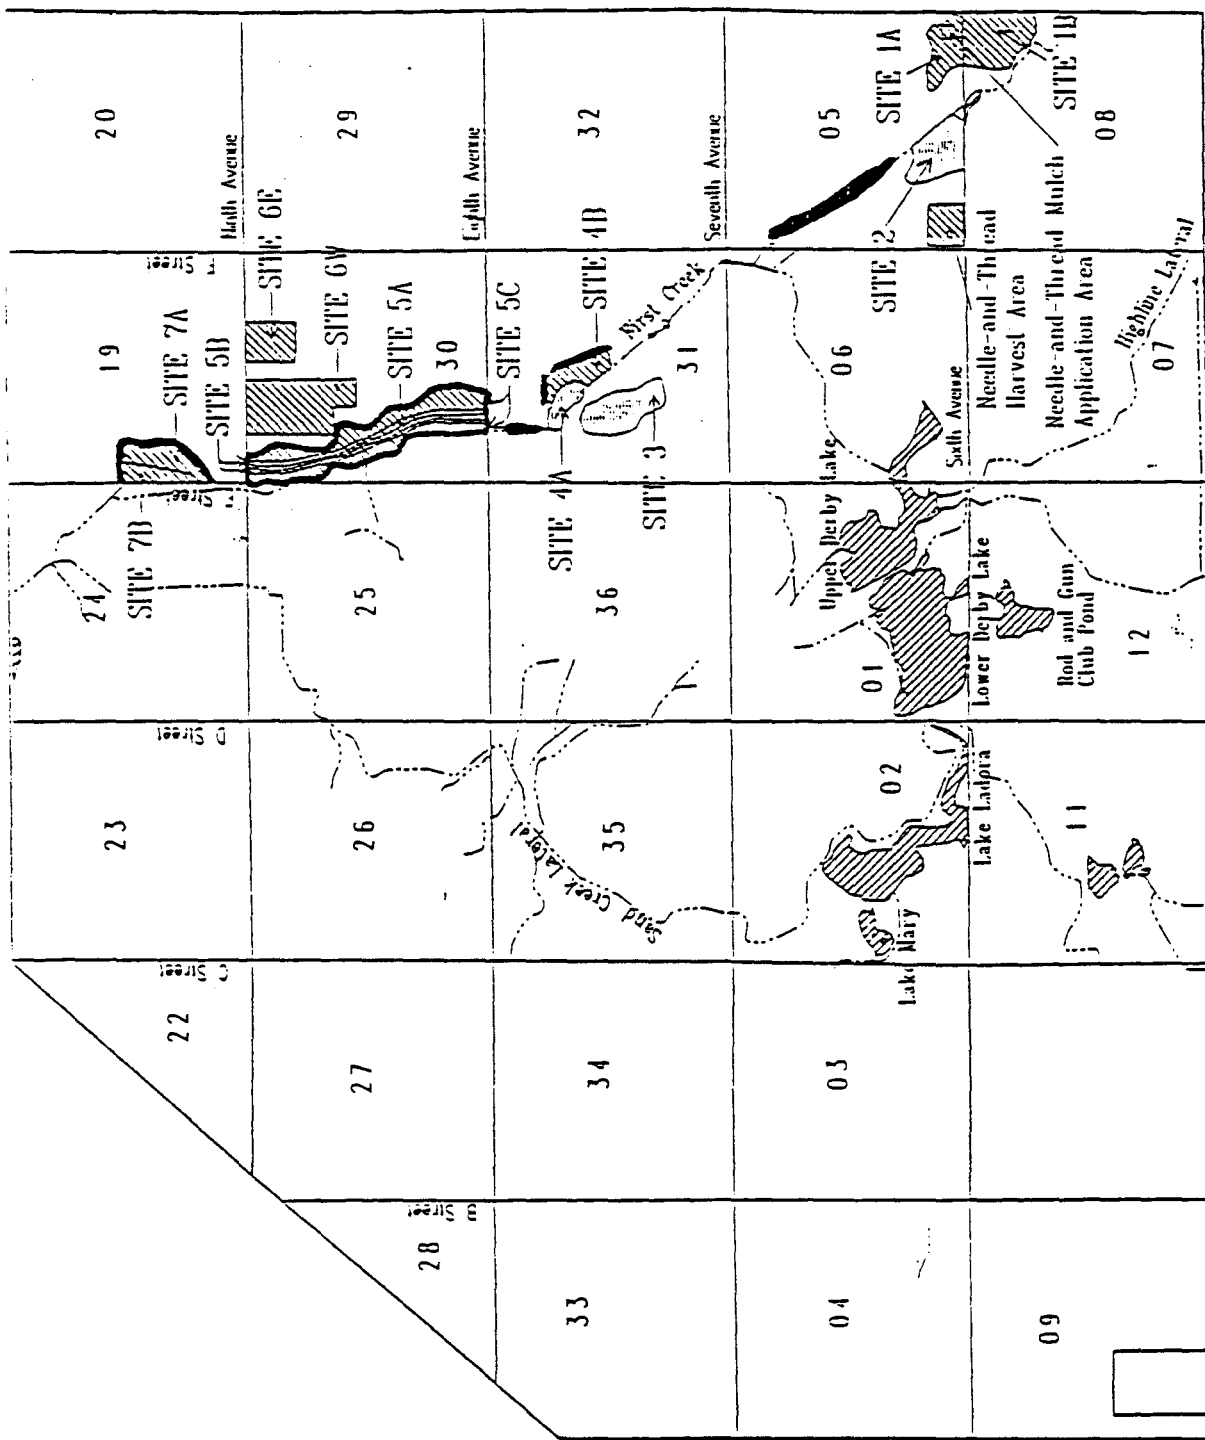 20
29
32
05
08
Ninth Avenue
Eighth Avenue
Seventh Avenue
Sixth Avenue
SITE 1A
SITE 1B
SITE 2
Needle-and-Thread
Harvest Area
Needle-and-Thread Mulch
Application Area
Highline Lateral
Street
SITE 6E
SITE 6W
SITE 5A
SITE 5C
SITE 4B
First Creek
19
SITE 7A
SITE 5B
30
31
06
07
SITE 4A
SITE 3
Street
SITE 7B
24
25
36
01
12
Upper Derby Lake
Lower Derby Lake
Rod and Gun
Club Pond
D Street
23
26
35
02
11
Sand Creek Lateral
Lake Ladora
Lake Mary
C Street
22
27
34
03
B Street
28
33
04
09